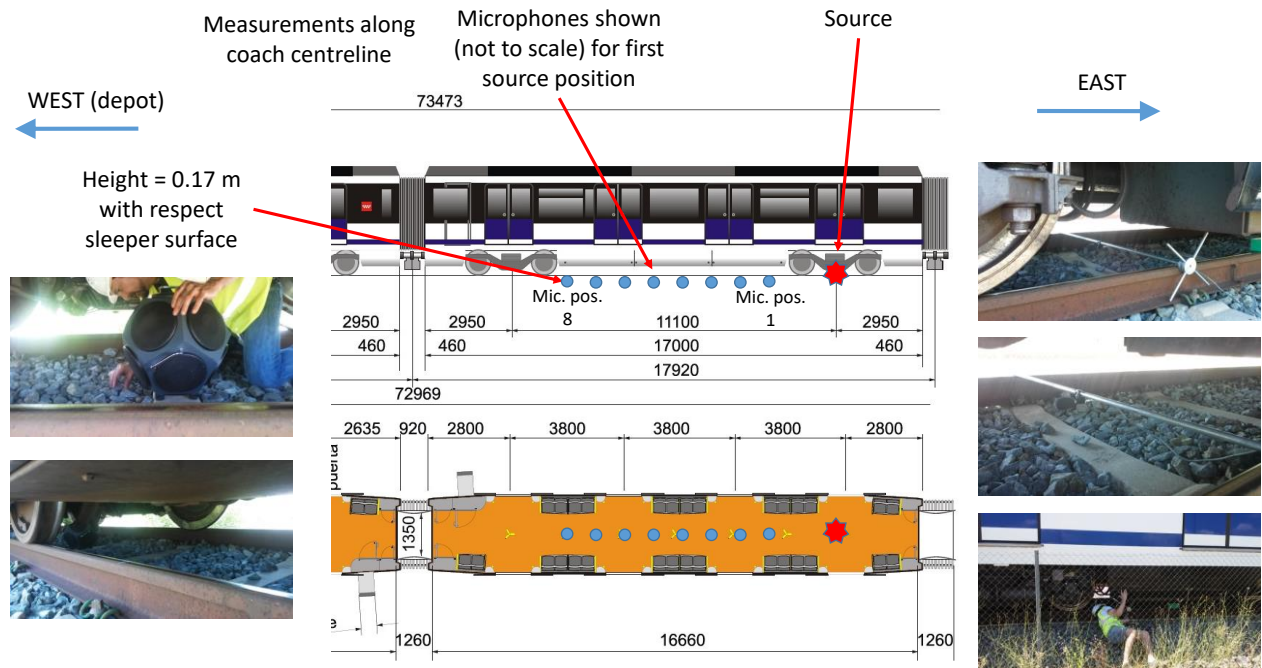 Measurements along
coach centreline
Microphones shown
(not to scale) for first
source position
Source
WEST (depot)
EAST
73473
Height = 0.17 m
with respect
sleeper surface
Mic. pos.
8
Mic. pos.
1
2950
2950
11100
2950
460
460
17000
460
17920
72969
2635
920
2800
3800
3800
3800
2800
puerta
1350
e
1260
16660
1260